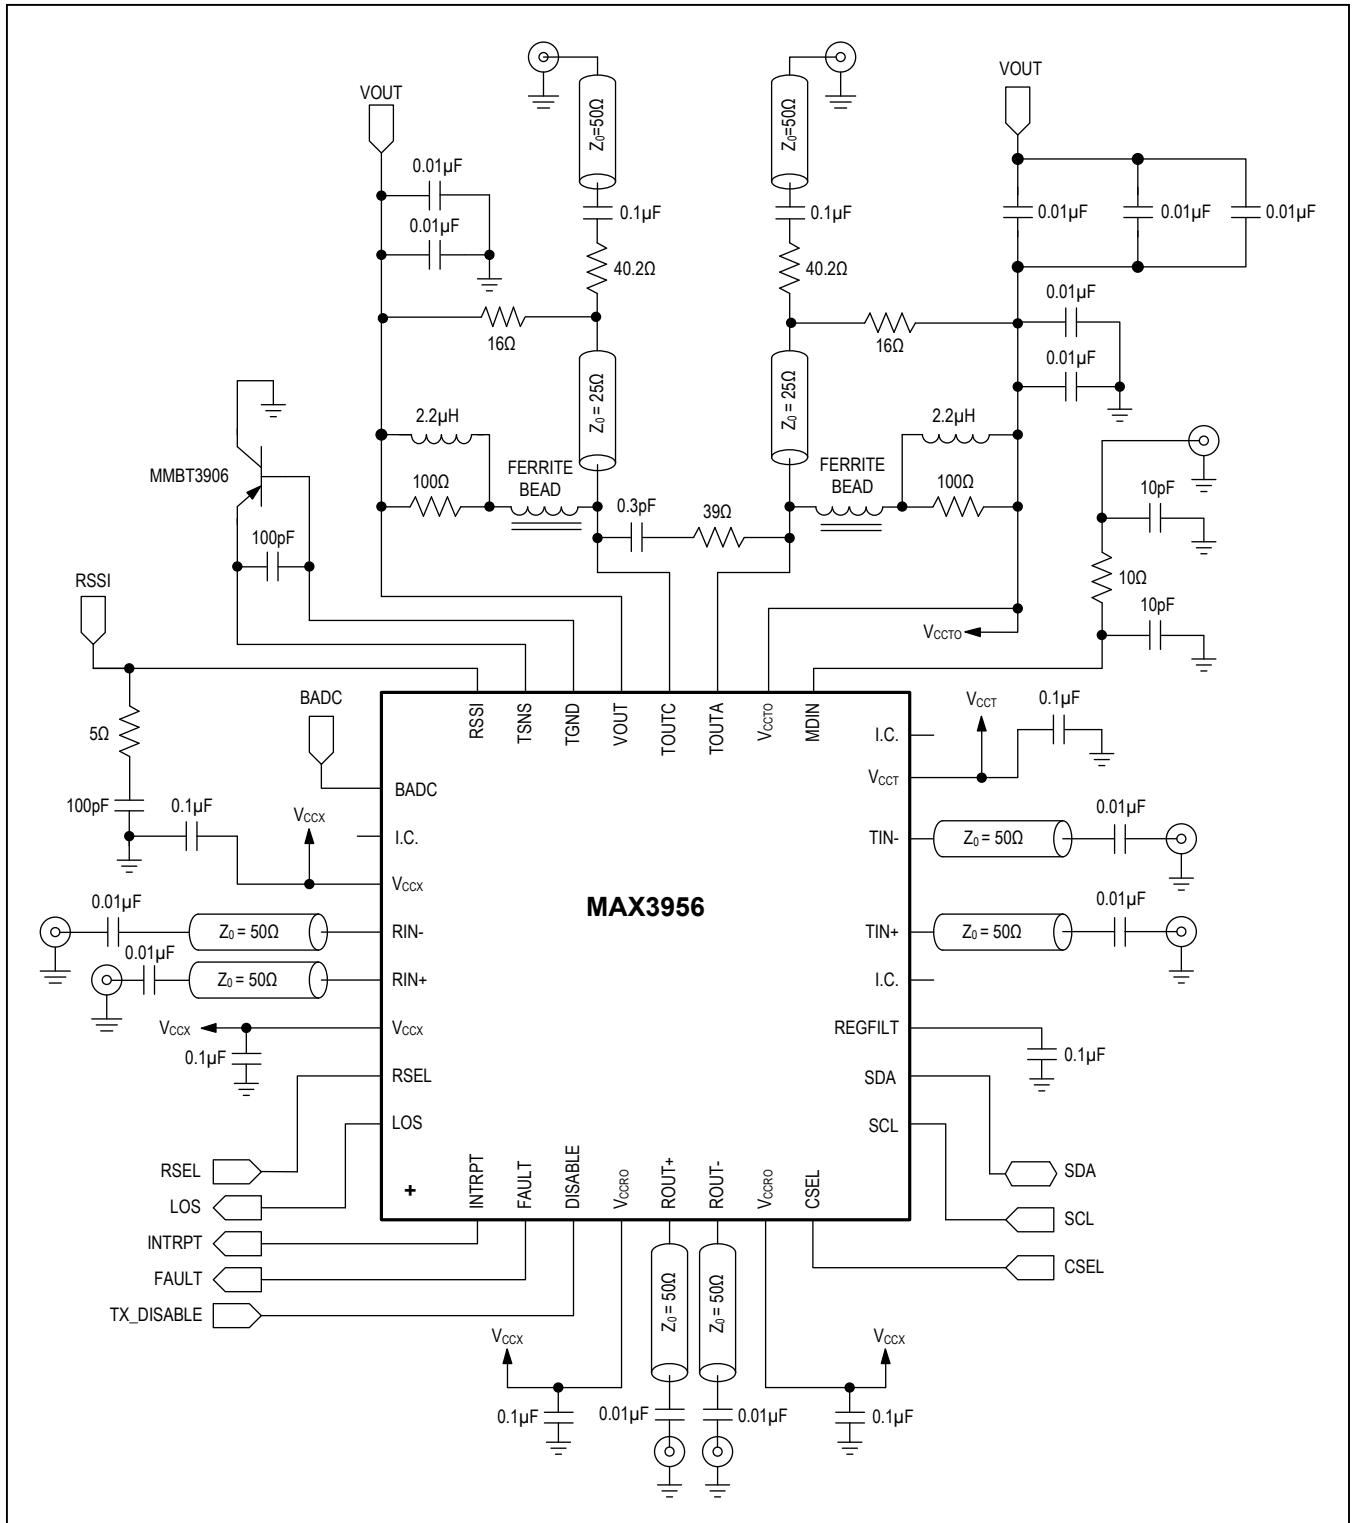 VOUT
Z₀=50Ω
Z₀=50Ω
VOUT
0.01µF
0.01µF
0.1µF
0.1µF
0.01µF
0.01µF
0.01µF
40.2Ω
40.2Ω
0.01µF
0.01µF
16Ω
16Ω
Z₀ = 25Ω
Z₀ = 25Ω
2.2µH
2.2µH
MMBT3906
100Ω
FERRITE
BEAD
FERRITE
BEAD
100Ω
0.3pF
39Ω
10pF
100pF
10Ω
10pF
RSSI
VCCTO
BADC
RSSI
TSNS
TGND
VOUT
TOUTC
TOUTA
VCCTO
MDIN
VCCT
0.1µF
5Ω
I.C.
VCCT
BADC
100pF
0.1µF
VCCX
I.C.
0.01µF
TIN-
Z₀ = 50Ω
VCCX
MAX3956
0.01µF
0.01µF
Z₀ = 50Ω
RIN-
TIN+
Z₀ = 50Ω
0.01µF
Z₀ = 50Ω
RIN+
I.C.
VCCX
VCCX
REGFILT
0.1µF
0.1µF
RSEL
SDA
LOS
SCL
RSEL
SDA
LOS
SCL
INTRPT
CSEL
FAULT
TX_DISABLE
+
INTRPT
FAULT
DISABLE
VCCRO
ROUT+
ROUT-
VCCRO
CSEL
Z₀ = 50Ω
Z₀ = 50Ω
VCCX
VCCX
0.1µF
0.01µF
0.01µF
0.1µF